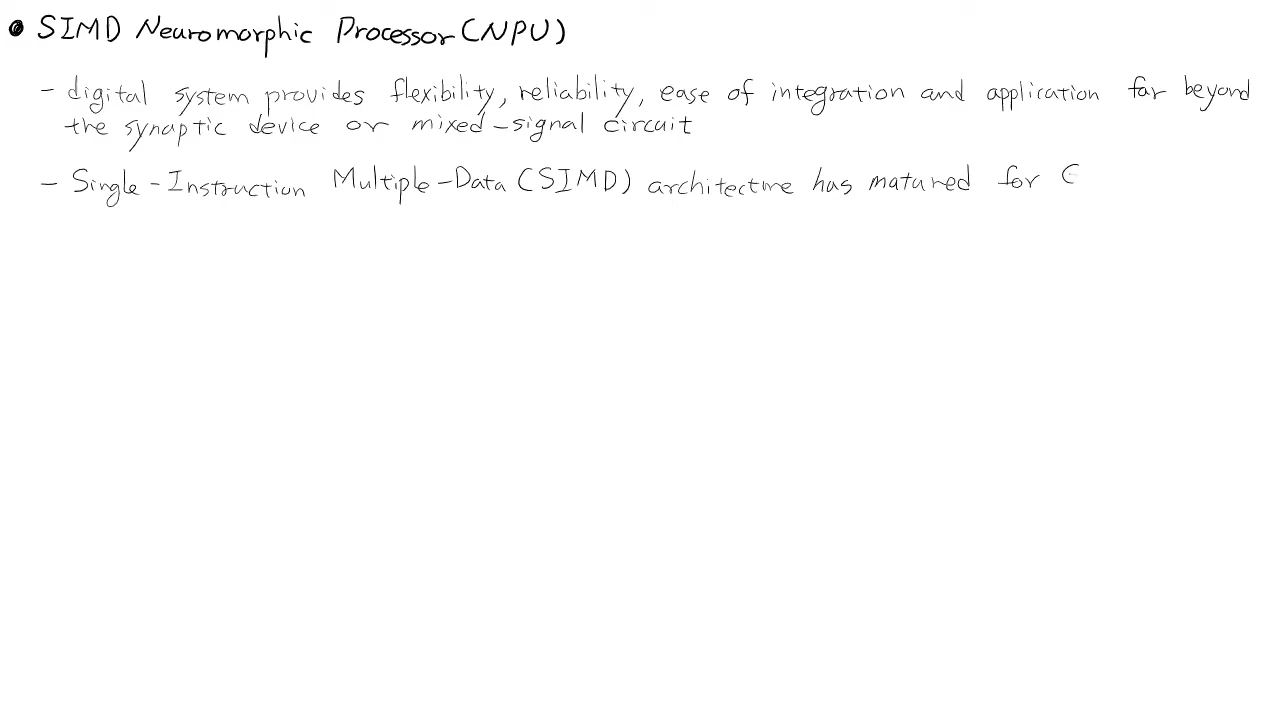 ● SIMD Neuromorphic Processor (NPU)
- digital system provides flexibility, reliability, ease of integration and application far beyond
the synaptic device or mixed-signal circuit
- Single-Instruction Multiple-Data (SIMD) architecture has matured for